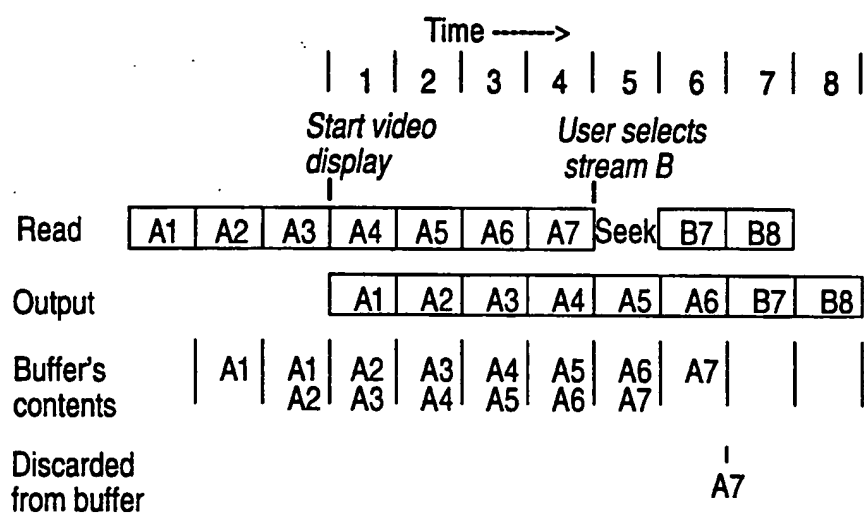 Time ------>
1 2 3 4 5 6 7 8
Start video
display
User selects
stream B
Read A1 A2 A3 A4 A5 A6 A7 Seek B7 B8
Output A1 A2 A3 A4 A5 A6 B7 B8
Buffer's A1 A1 A2 A3 A4 A5 A6 A7
contents A2 A3 A4 A5 A6 A7
Discarded
from buffer A7